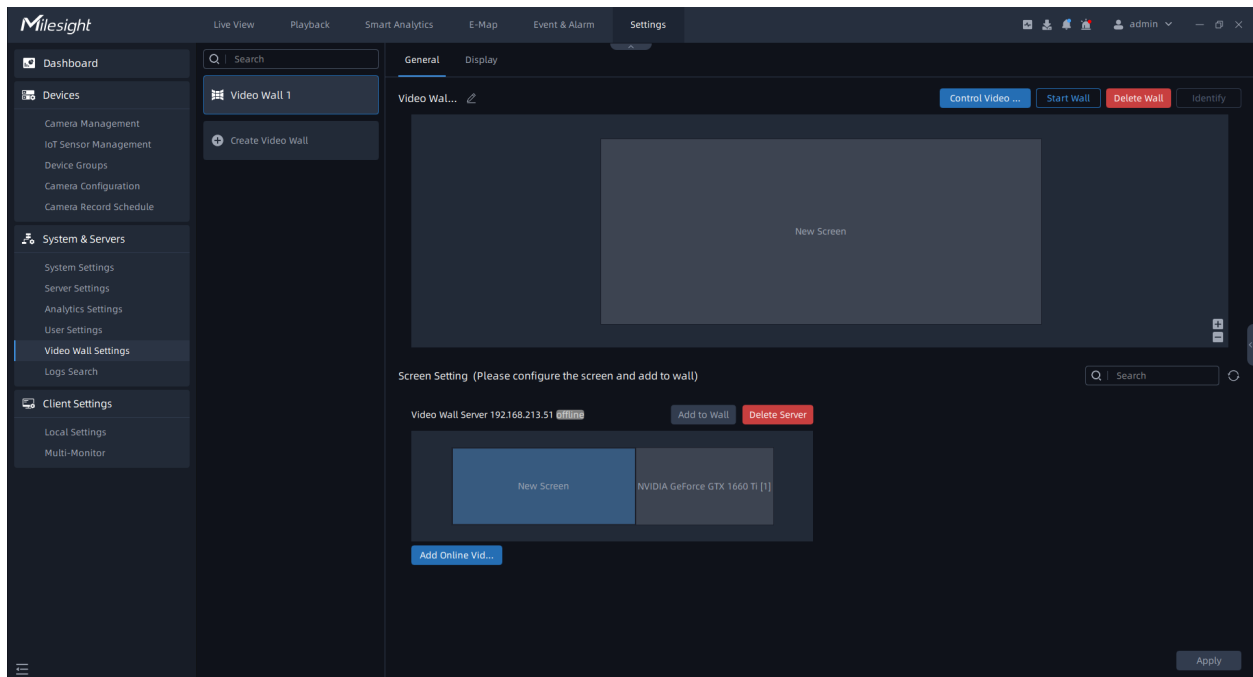 Milesight
Live View
Playback
Smart Analytics
E-Map
Event & Alarm
Settings
admin
Dashboard
Devices
Camera Management
IoT Sensor Management
Device Groups
Camera Configuration
Camera Record Schedule
System & Servers
System Settings
Server Settings
Analytics Settings
User Settings
Video Wall Settings
Logs Search
Client Settings
Local Settings
Multi-Monitor
Search
Video Wall 1
Create Video Wall
General
Display
Video Wal...
Control Video ...
Start Wall
Delete Wall
Identify
New Screen
Screen Setting (Please configure the screen and add to wall)
Search
Video Wall Server 192.168.213.51 offline
Add to Wall
Delete Server
New Screen
NVIDIA GeForce GTX 1660 Ti [1]
Add Online Vid...
Apply